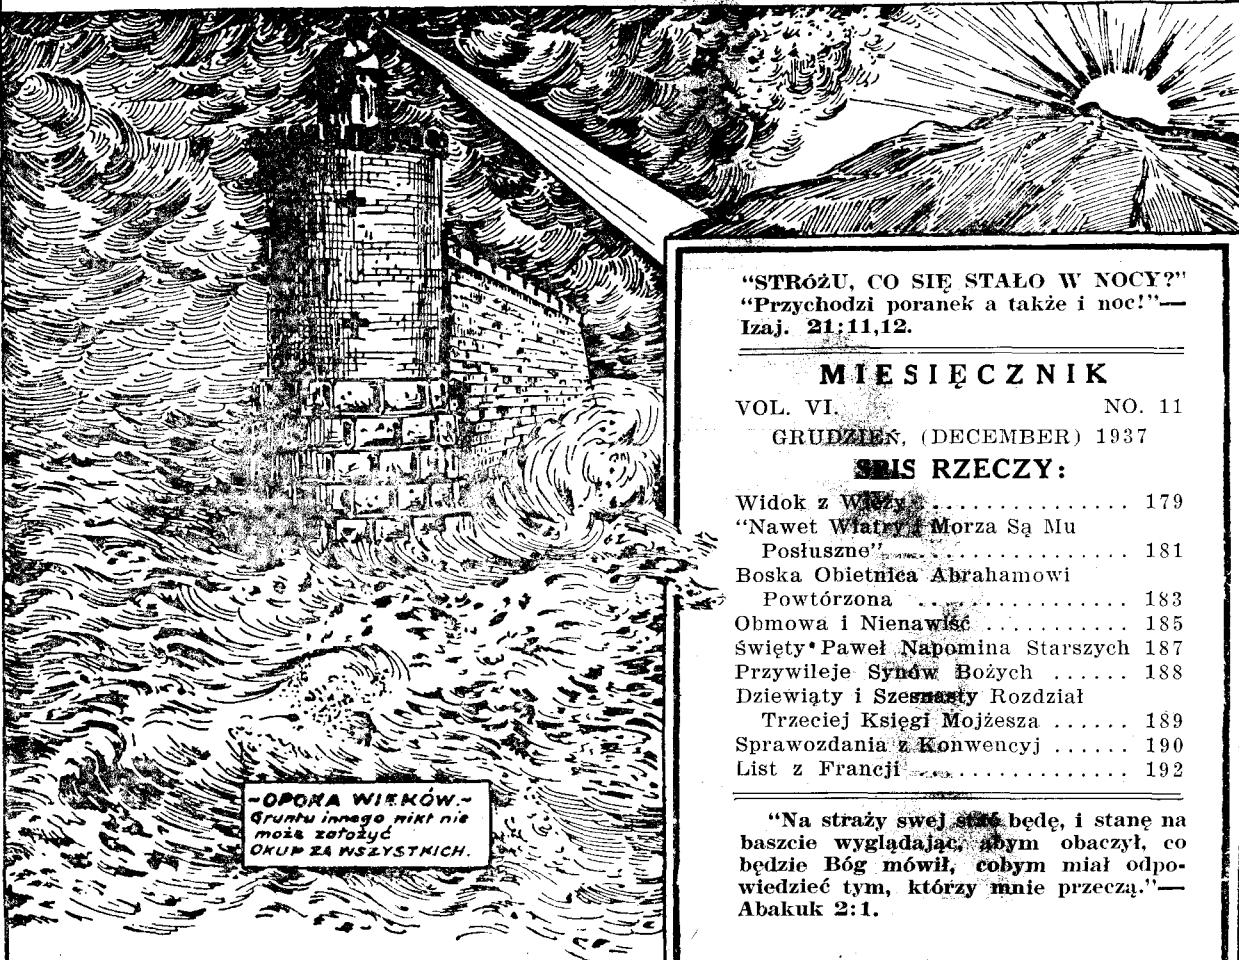 “STRÓŻU, CO SIĘ STAŁO W NOCY?”
“Przychodzi poranek a także i noc!”—
Izaj. 21:11,12.
MIESIĘCZNIK
VOL. VI. NO. 11
GRUDZIEŃ, (DECEMBER) 1937
SPIS RZECZY:
Widok z Wieży . . . . . . . . . . . . . . . . 179
“Nawet Wiatry i Morza Są Mu
Posłuszne” . . . . . . . . . . . . . . . 181
Boska Obietnica Abrahamowi
Powtórzona . . . . . . . . . . . . . . . 183
Obmowa i Nienawiść . . . . . . . . . . . 185
Święty Paweł Napomina Starszych 187
Przywileje Synów Bożych . . . . . . 188
Dziewiąty i Szesnasty Rozdział
Trzeciej Księgi Mojżesza . . . . . . 189
Sprawozdania z Konwencyj . . . . . . 190
List z Francji . . . . . . . . . . . . . . . 192
“Na straży swej stać będę, i stanę na
baszcie wyglądając, abym obaczył, co
będzie Bóg mówił, cobym miał odpo-
wiedzieć tym, którzy mnie przeczą.”—
Abakuk 2:1.
~OPOKA WIEKÓW.~
Gruntu innego nikt nie
może założyć
OKUP ZA WSZYSTKICH.